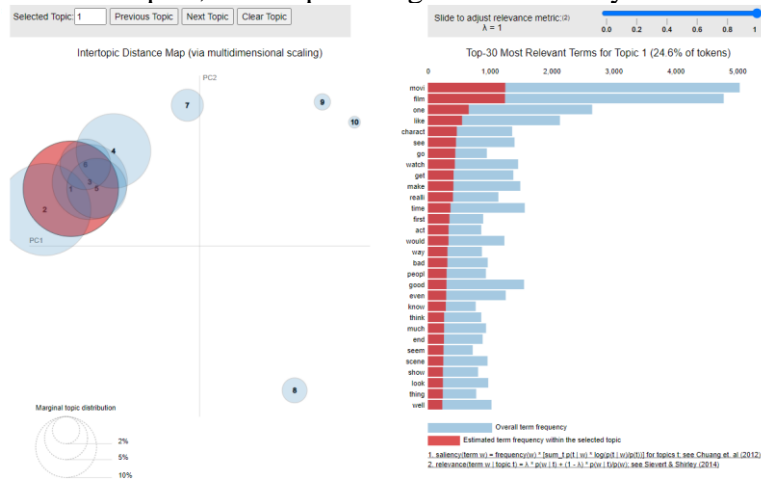 Selected Topic: 1 Previous Topic Next Topic Clear Topic
Slide to adjust relevance metric:(2)
λ = 1
0.0 0.2 0.4 0.6 0.8 1
Intertopic Distance Map (via multidimensional scaling)
PC2
PC1
1
2
3
4
5
7
8
9
10
Marginal topic distribution
2%
5%
10%
Top-30 Most Relevant Terms for Topic 1 (24.6% of tokens)
0 1,000 2,000 3,000 4,000 5,000
movi
film
one
like
charact
see
go
watch
get
make
realli
time
first
act
would
way
bad
peopl
good
even
know
think
much
end
seem
scene
show
look
thing
well
Overall term frequency
Estimated term frequency within the selected topic
1. saliency(term w) = frequency(w) * [sum_t p(t | w) * log(p(t | w)/p(t))] for topics t; see Chuang et. al (2012)
2. relevance(term w | topic t) = λ * p(w | t) + (1 - λ) * p(w | t)/p(w); see Sievert & Shirley (2014)